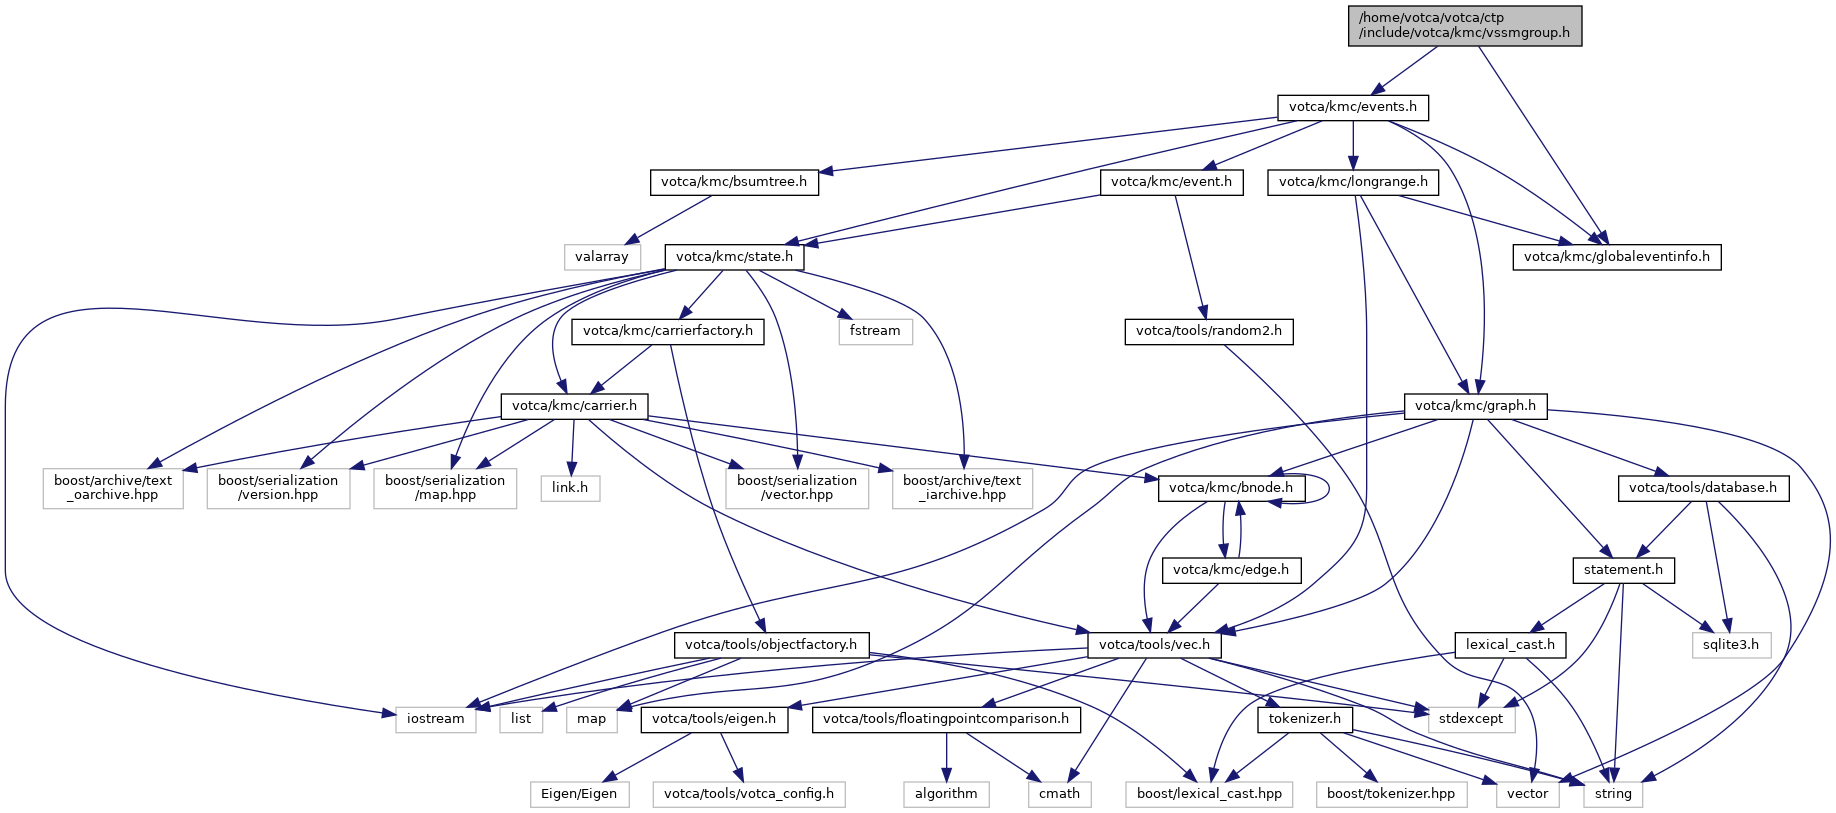 /home/votca/votca/ctp
/include/votca/kmc/vssmgroup.h
votca/kmc/events.h
votca/kmc/bsumtree.h
votca/kmc/event.h
votca/kmc/longrange.h
valarray
votca/kmc/state.h
votca/kmc/globaleventinfo.h
votca/kmc/carrierfactory.h
fstream
votca/tools/random2.h
votca/kmc/carrier.h
votca/kmc/graph.h
boost/archive/text
_oarchive.hpp
boost/serialization
/version.hpp
boost/serialization
/map.hpp
link.h
boost/serialization
/vector.hpp
boost/archive/text
_iarchive.hpp
votca/kmc/bnode.h
votca/tools/database.h
votca/kmc/edge.h
statement.h
votca/tools/objectfactory.h
votca/tools/vec.h
lexical_cast.h
sqlite3.h
iostream
list
map
votca/tools/eigen.h
votca/tools/floatingpointcomparison.h
tokenizer.h
stdexcept
Eigen/Eigen
votca/tools/votca_config.h
algorithm
cmath
boost/lexical_cast.hpp
boost/tokenizer.hpp
vector
string